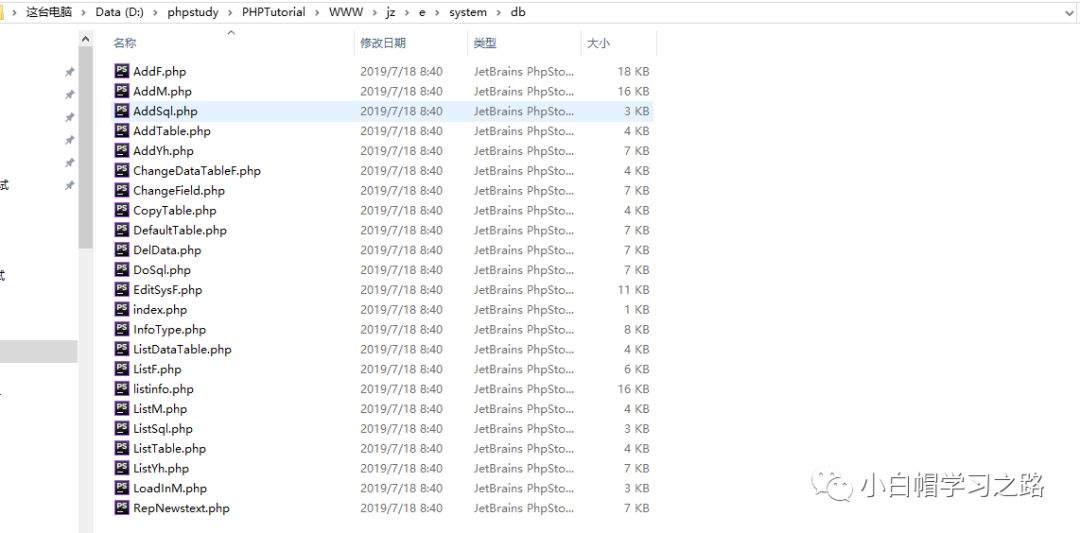 这台电脑 › Data (D:) › phpstudy › PHPTutorial › WWW › jz › e › system › db
名称 修改日期 类型 大小
AddF.php 2019/7/18 8:40 JetBrains PhpSto... 18 KB
AddM.php 2019/7/18 8:40 JetBrains PhpSto... 16 KB
AddSql.php 2019/7/18 8:40 JetBrains PhpSto... 3 KB
AddTable.php 2019/7/18 8:40 JetBrains PhpSto... 4 KB
AddYh.php 2019/7/18 8:40 JetBrains PhpSto... 7 KB
ChangeDataTableF.php 2019/7/18 8:40 JetBrains PhpSto... 4 KB
试
ChangeField.php 2019/7/18 8:40 JetBrains PhpSto... 7 KB
CopyTable.php 2019/7/18 8:40 JetBrains PhpSto... 4 KB
DefaultTable.php 2019/7/18 8:40 JetBrains PhpSto... 7 KB
DelData.php 2019/7/18 8:40 JetBrains PhpSto... 7 KB
DoSql.php 2019/7/18 8:40 JetBrains PhpSto... 7 KB
试
EditSysF.php 2019/7/18 8:40 JetBrains PhpSto... 11 KB
index.php 2019/7/18 8:40 JetBrains PhpSto... 1 KB
InfoType.php 2019/7/18 8:40 JetBrains PhpSto... 8 KB
ListDataTable.php 2019/7/18 8:40 JetBrains PhpSto... 4 KB
ListF.php 2019/7/18 8:40 JetBrains PhpSto... 6 KB
listinfo.php 2019/7/18 8:40 JetBrains PhpSto... 16 KB
ListM.php 2019/7/18 8:40 JetBrains PhpSto... 4 KB
ListSql.php 2019/7/18 8:40 JetBrains PhpSto... 3 KB
ListTable.php 2019/7/18 8:40 JetBrains PhpSto... 4 KB
ListYh.php 2019/7/18 8:40 JetBrains PhpSto... 7 KB
LoadInM.php 2019/7/18 8:40 JetBrains PhpSto... 3 KB
小白帽学习之路
RepNewstext.php 2019/7/18 8:40 JetBrains PhpSto... 7 KB